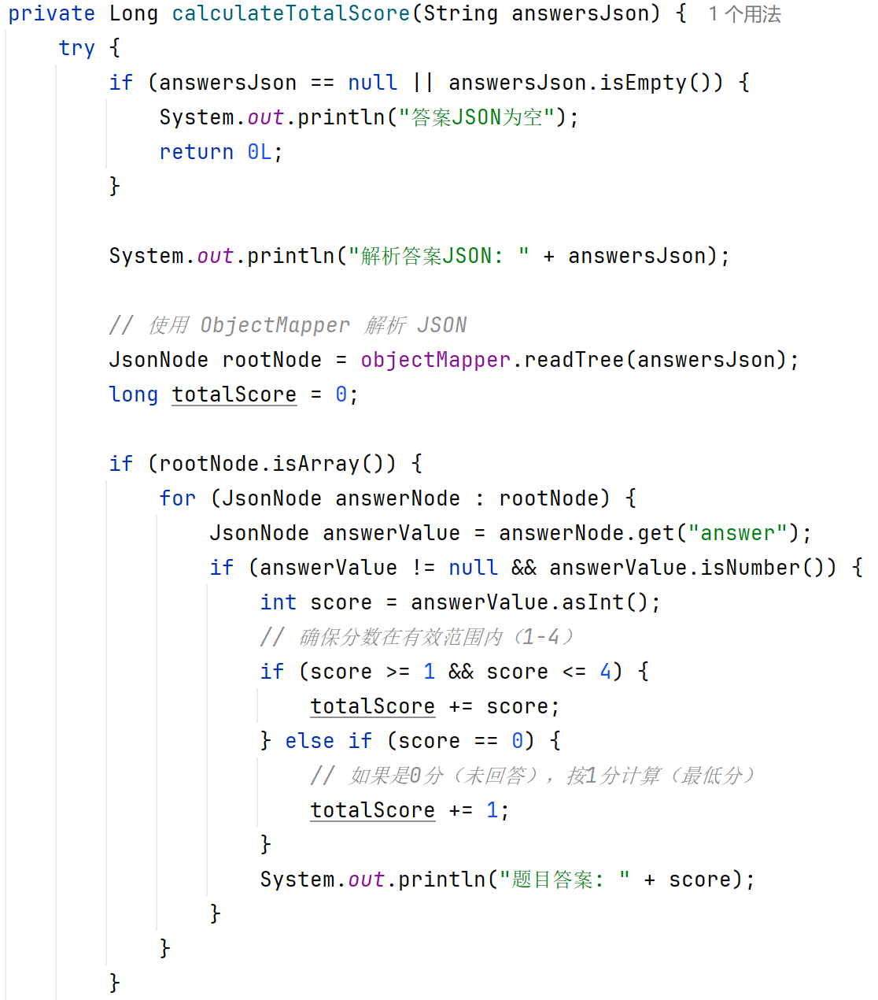 private Long calculateTotalScore(String answersJson) { 1 个用法
try {
if (answersJson == null || answersJson.isEmpty()) {
System.out.println("答案JSON为空");
return 0L;
}
System.out.println("解析答案JSON: " + answersJson);
// 使用 ObjectMapper 解析 JSON
JsonNode rootNode = objectMapper.readTree(answersJson);
long totalScore = 0;
if (rootNode.isArray()) {
for (JsonNode answerNode : rootNode) {
JsonNode answerValue = answerNode.get("answer");
if (answerValue != null && answerValue.isNumber()) {
int score = answerValue.asInt();
// 确保分数在有效范围内（1-4）
if (score >= 1 && score <= 4) {
totalScore += score;
} else if (score == 0) {
// 如果是0分（未回答），按1分计算（最低分）
totalScore += 1;
}
System.out.println("题目答案: " + score);
}
}
}